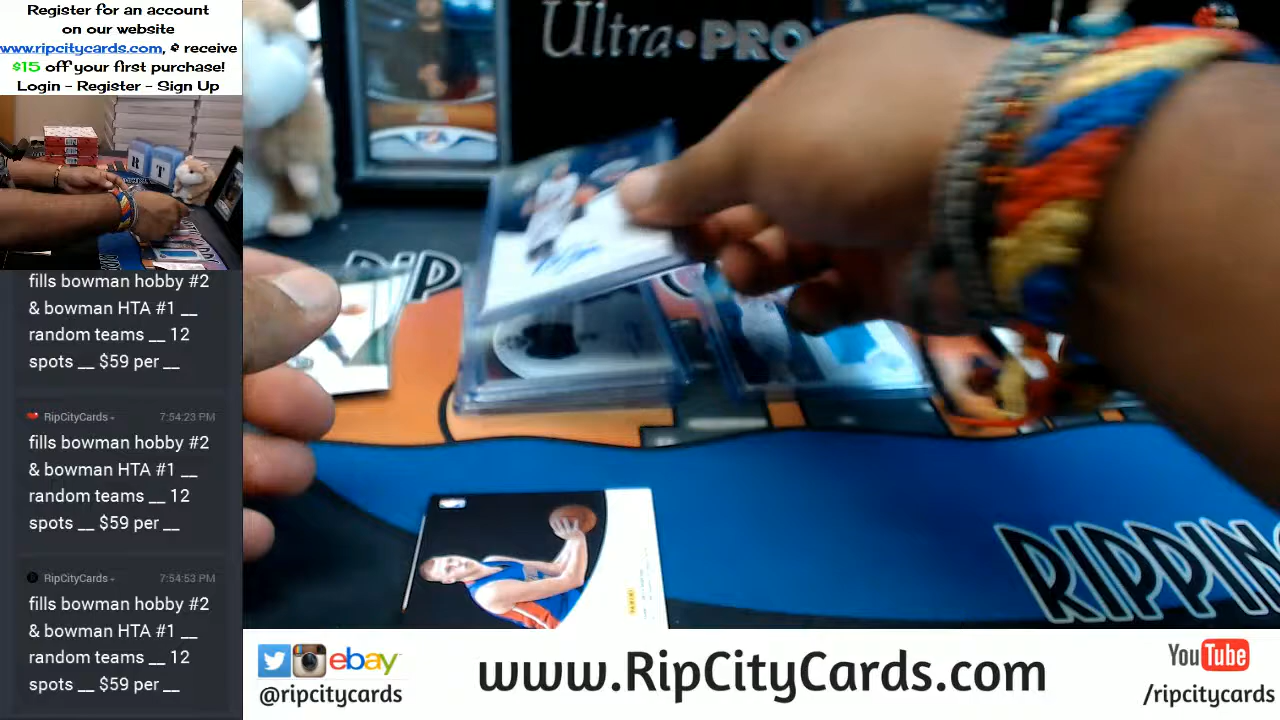 Register for an account
on our website
www.ripcitycards.com, & receive
$15 off your first purchase!
Login - Register - Sign Up
R T
fills bowman hobby #2
& bowman HTA #1 __
random teams __ 12
spots __ $59 per __
RipCityCards 7:54:23 PM
fills bowman hobby #2
& bowman HTA #1 __
random teams __ 12
spots __ $59 per __
RipCityCards 7:54:53 PM
fills bowman hobby #2
& bowman HTA #1 __
random teams __ 12
spots __ $59 per __
Ultra•PRO
RIP
RIPPIN
ebay
@ripcitycards
www.RipCityCards.com
YouTube
/ripcitycards